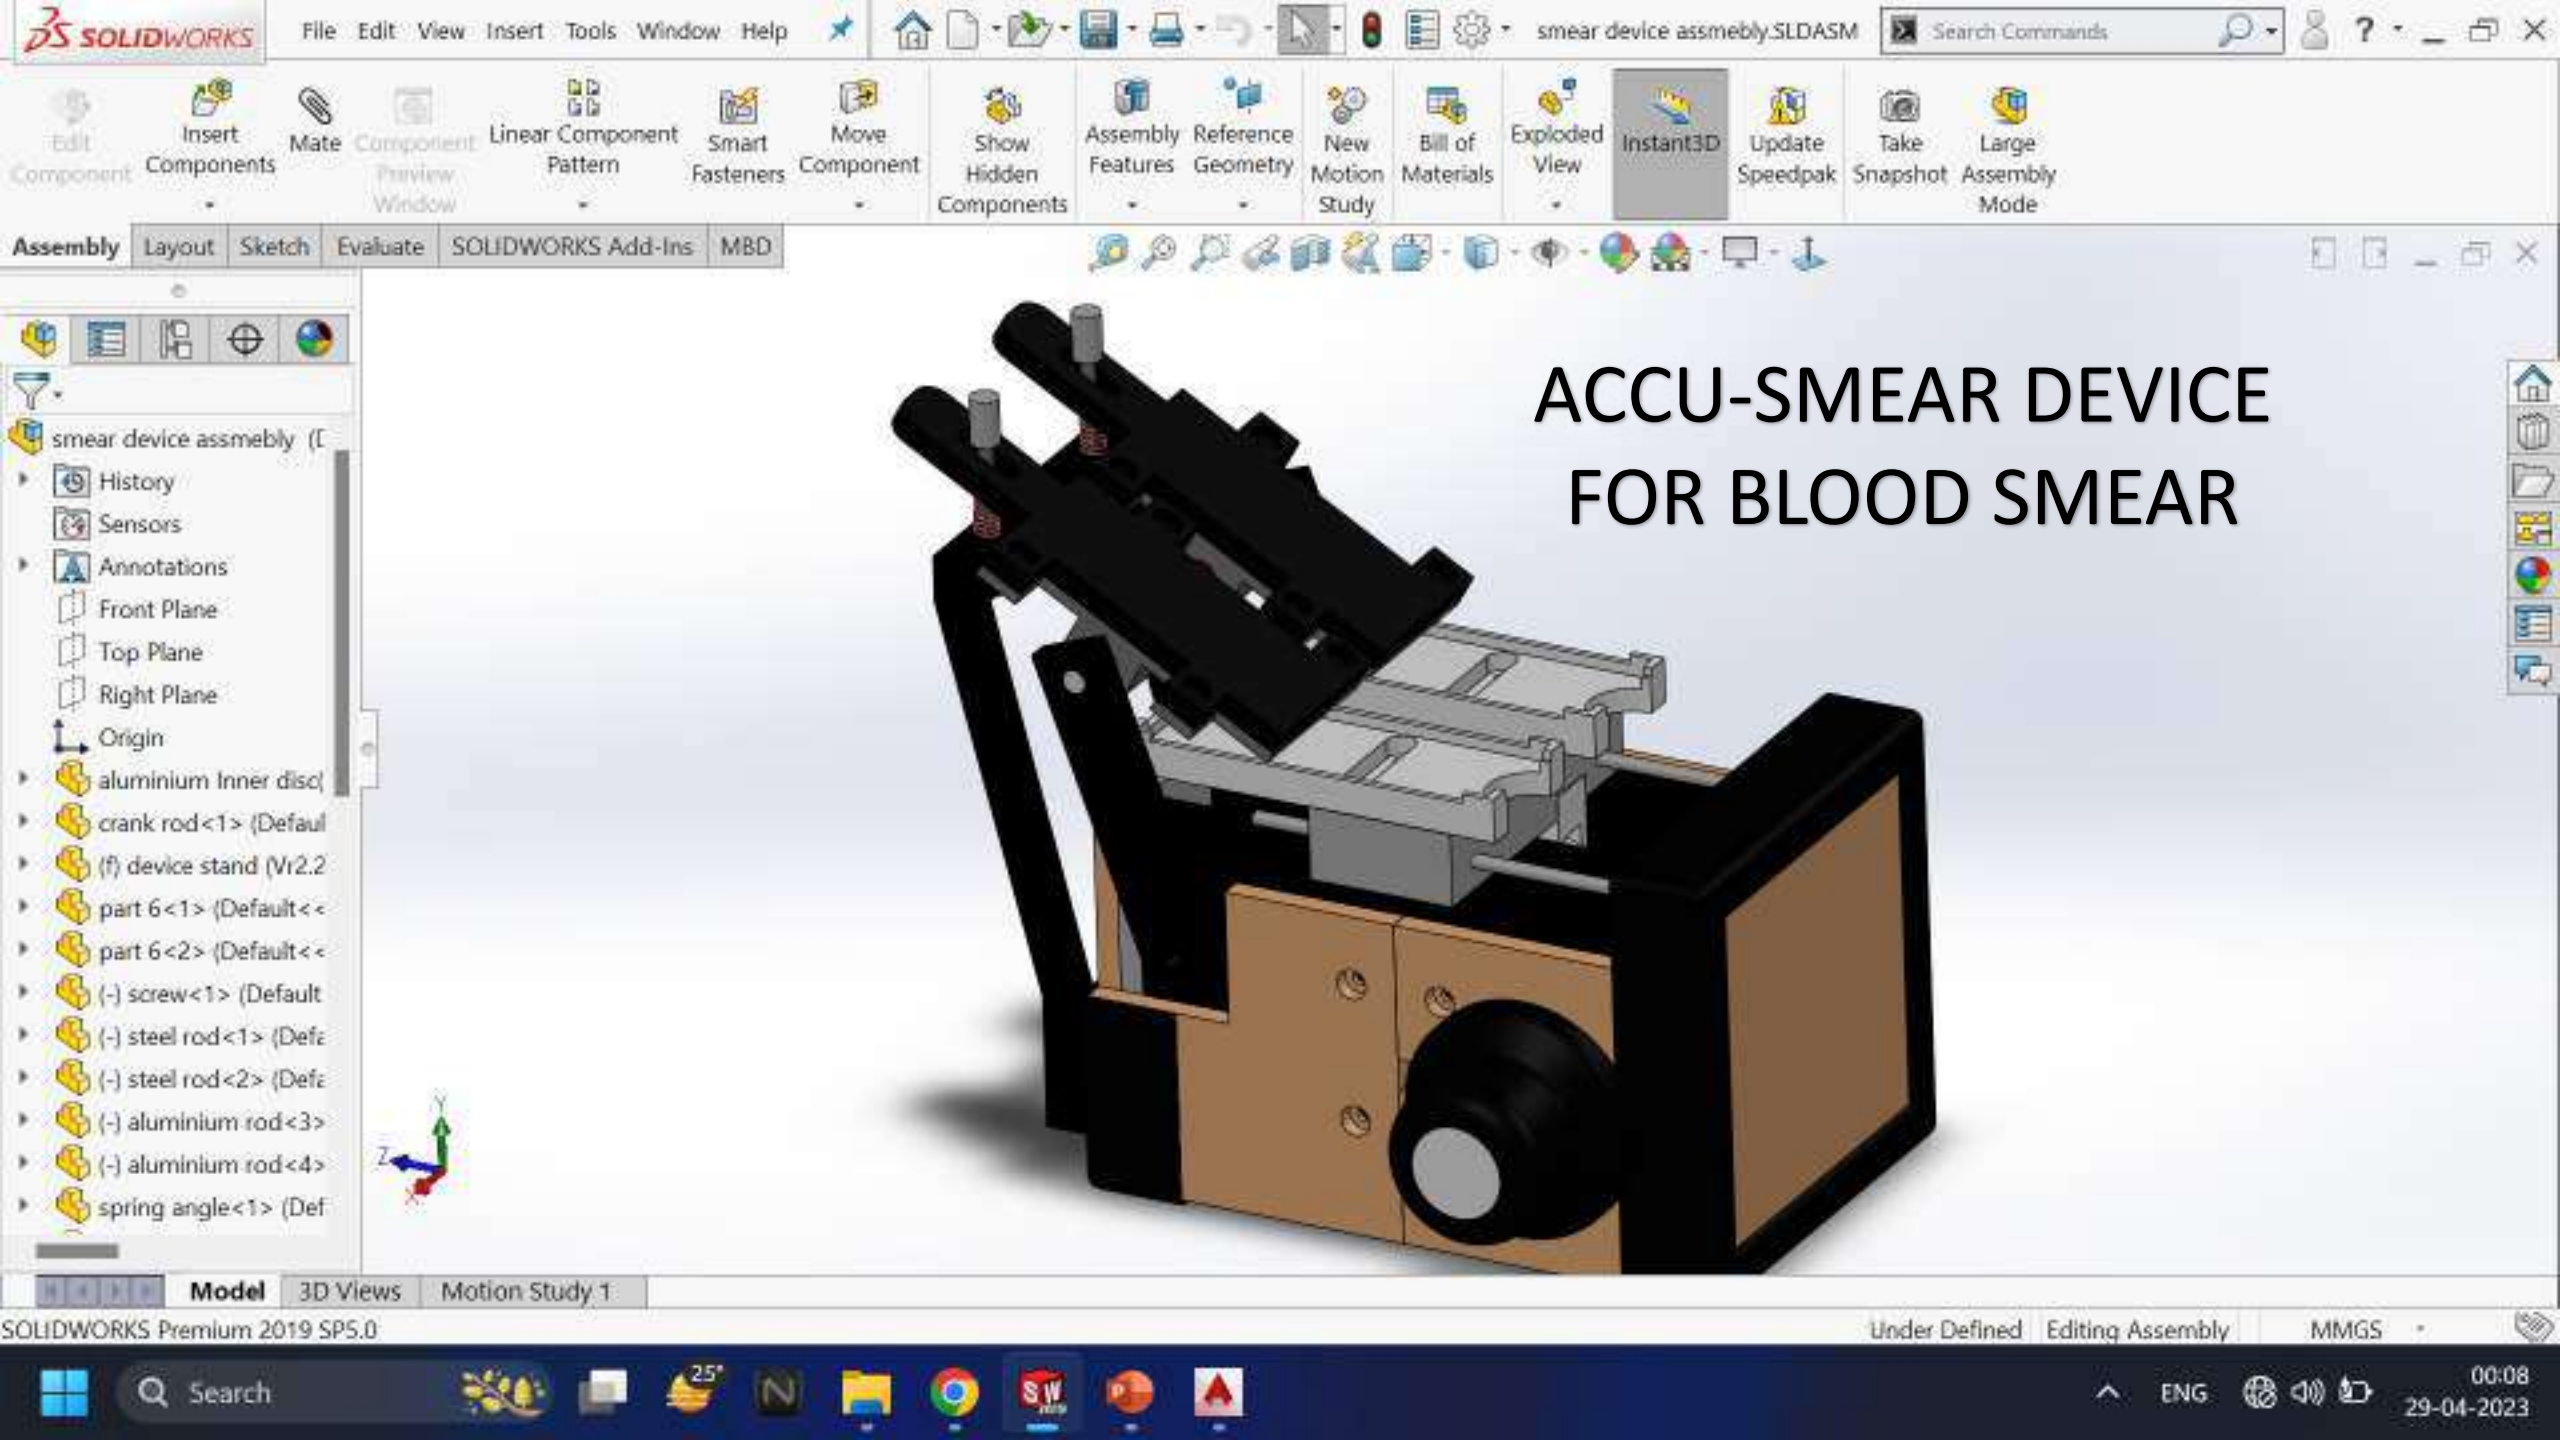 SOLIDWORKS
File Edit View Insert Tools Window Help
smear device assmebly.SLDASM
Search Commands
?
Edit Component
Insert Components
Mate
Component Preview Window
Linear Component Pattern
Smart Fasteners
Move Component
Show Hidden Components
Assembly Features
Reference Geometry
New Motion Study
Bill of Materials
Exploded View
Instant3D
Update Speedpak
Take Snapshot
Large Assembly Mode
Assembly Layout Sketch Evaluate SOLIDWORKS Add-Ins MBD
ACCU-SMEAR DEVICE
FOR BLOOD SMEAR
smear device assmebly (D
History
Sensors
Annotations
Front Plane
Top Plane
Right Plane
Origin
aluminium Inner disc(
crank rod<1> (Defaul
(f) device stand (Vr2.2
part 6<1> (Default<<
part 6<2> (Default<<
(-) screw<1> (Default
(-) steel rod<1> (Defa
(-) steel rod<2> (Defa
(-) aluminium rod<3>
(-) aluminium rod<4>
spring angle<1> (Def
Y
Z
X
Model 3D Views Motion Study 1
SOLIDWORKS Premium 2019 SP5.0
Under Defined Editing Assembly MMGS
Search
25°
SW
2019
ENG
00:08
29-04-2023